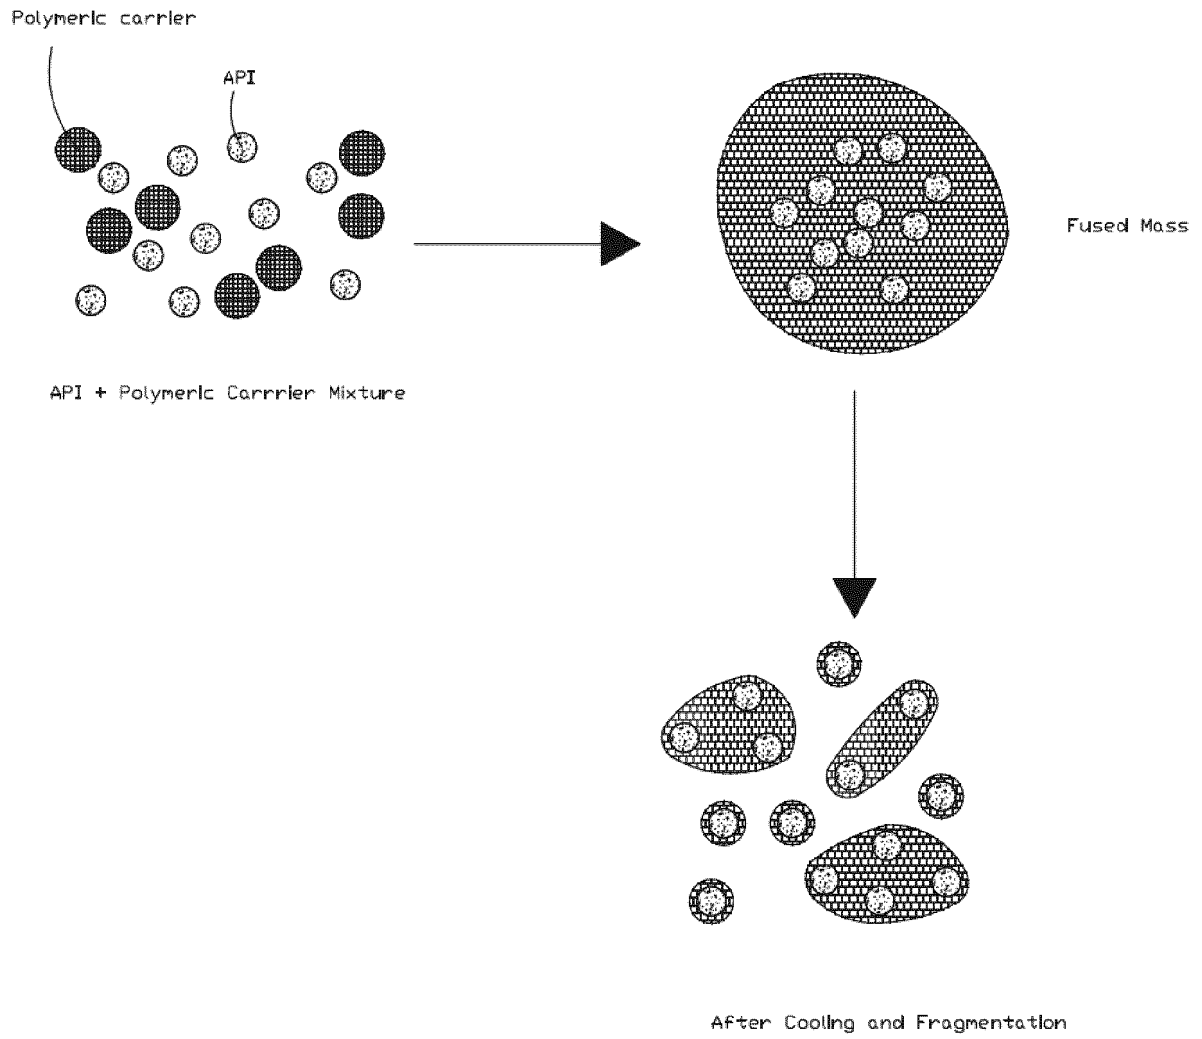 Polymeric carrier
API
Fused Mass
API + Polymeric Carrrier Mixture
After Cooling and Fragmentation